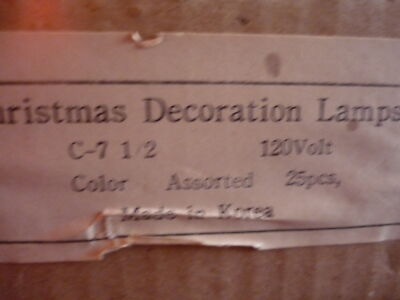 hristmas Decoration Lamps
C-7 1/2 120Volt
Color Assorted 25pcs,
Made in Korea